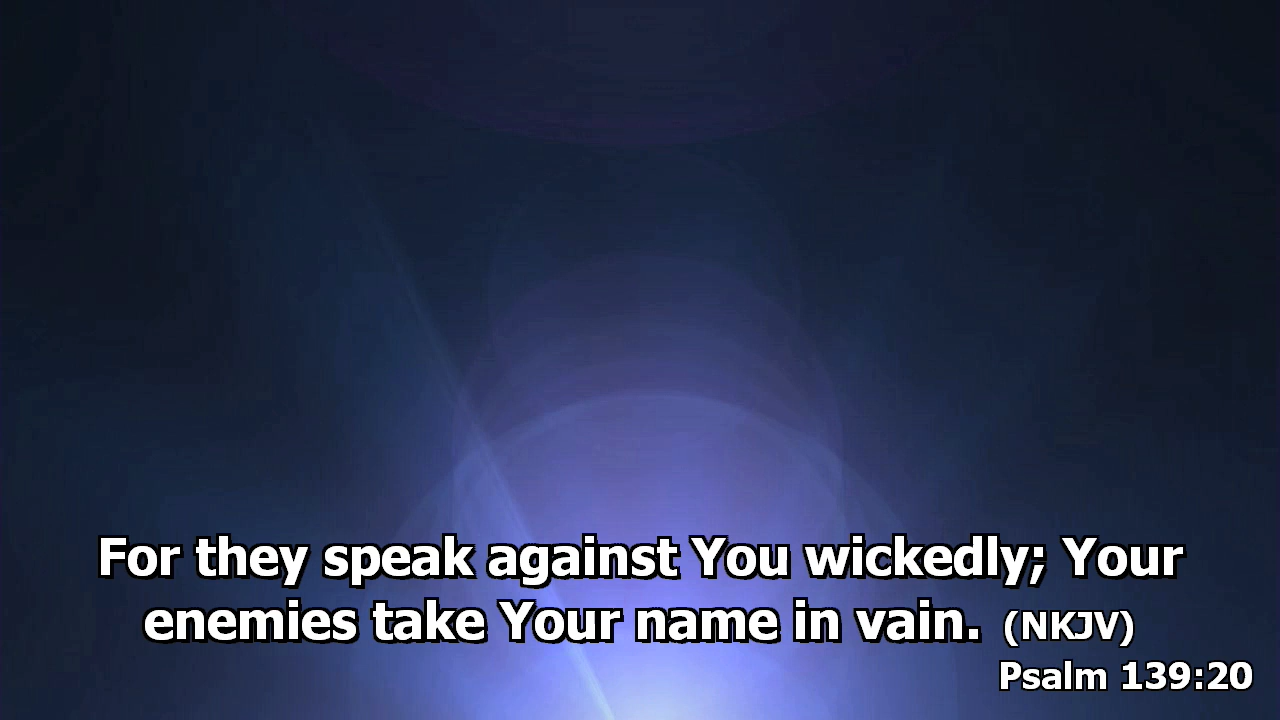 For they speak against You wickedly; Your
enemies take Your name in vain. (NKJV)
Psalm 139:20